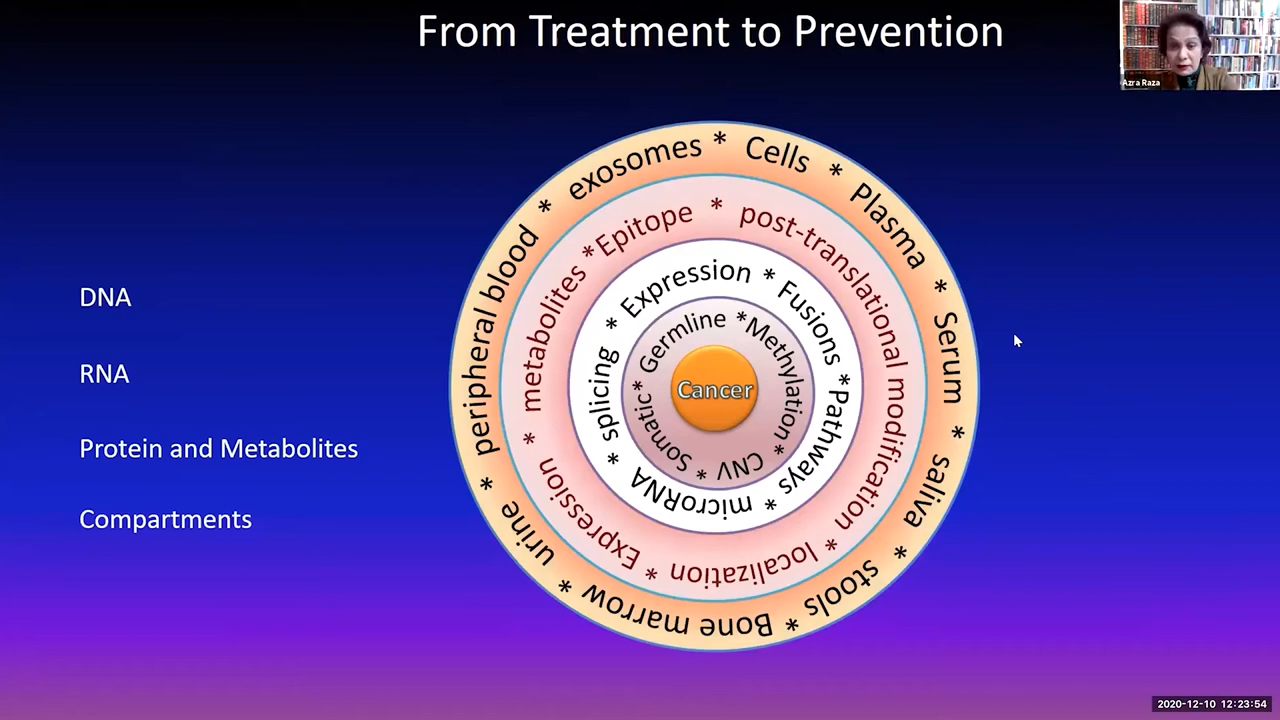 From Treatment to Prevention
Azra Raza
DNA
RNA
Protein and Metabolites
Compartments
exosomes * Cells * Plasma * Serum * saliva * stools * Bone marrow * urine * peripheral blood *
Epitope * post-translational modification * localization * Expression * metabolites *
Expression * Fusions * Pathways * microRNA * splicing *
Germline * Methylation * CNV * Somatic *
Cancer
2020-12-10 12:23:54